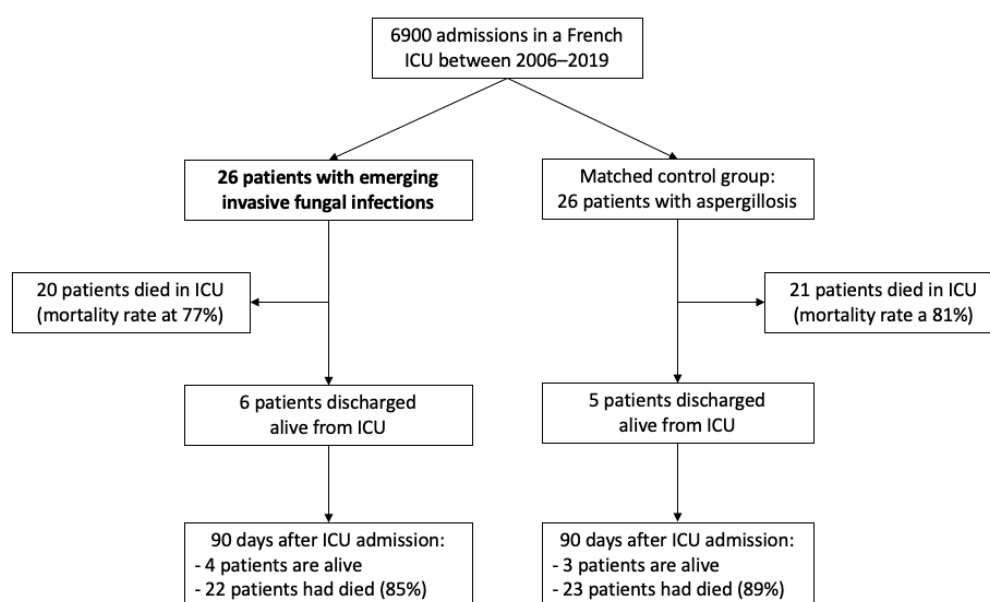 6900 admissions in a French
ICU between 2006–2019
26 patients with emerging
invasive fungal infections
Matched control group:
26 patients with aspergillosis
20 patients died in ICU
(mortality rate at 77%)
21 patients died in ICU
(mortality rate a 81%)
6 patients discharged
alive from ICU
5 patients discharged
alive from ICU
90 days after ICU admission:
- 4 patients are alive
- 22 patients had died (85%)
90 days after ICU admission:
- 3 patients are alive
- 23 patients had died (89%)